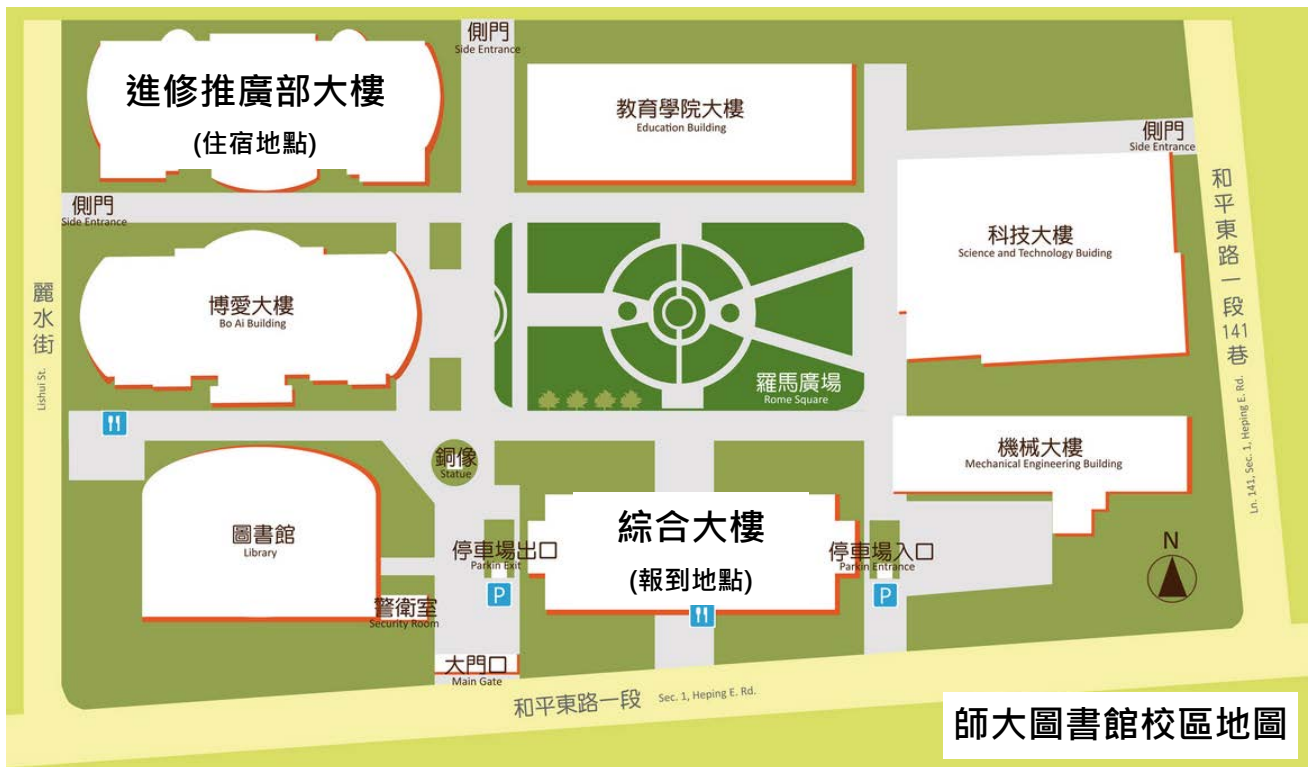 側門
Side Entrance
進修推廣部大樓
(住宿地點)
教育學院大樓
Education Building
側門
Side Entrance
側門
Side Entrance
科技大樓
Science and Technology Buiding
和平東路一段141巷
Ln. 141, Sec. 1, Heping E. Rd.
麗水街
Lishui St.
博愛大樓
Bo Ai Building
羅馬廣場
Rome Square
銅像
Statue
機械大樓
Mechanical Engineering Building
圖書館
Library
停車場出口
Parkin Exit
P
綜合大樓
(報到地點)
停車場入口
Parkin Entrance
P
N
警衛室
Security Room
大門口
Main Gate
和平東路一段 Sec. 1, Heping E. Rd.
師大圖書館校區地圖